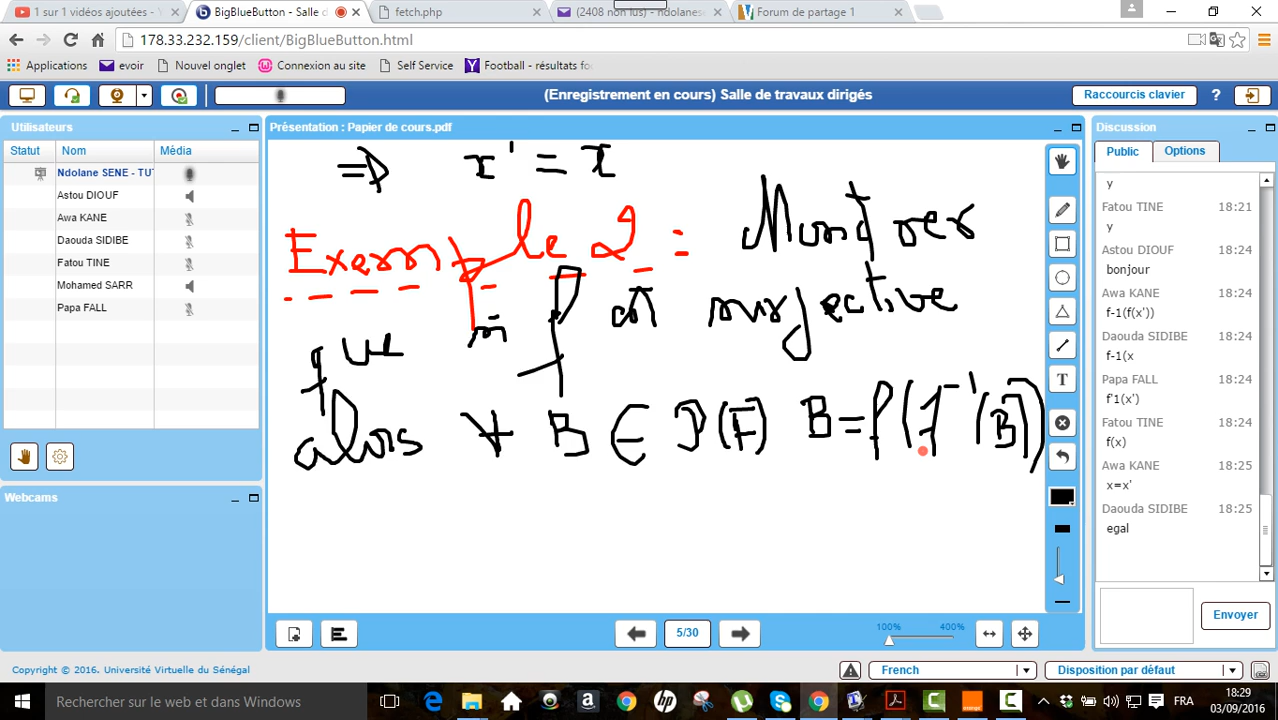 1 sur 1 vidéos ajoutées
BigBlueButton - Salle d
fetch.php
(2408 non lus) - ndolanese
Forum de partage 1
178.33.232.159/client/BigBlueButton.html
Applications
evoir
Nouvel onglet
Connexion au site
Self Service
Football - résultats fo
(Enregistrement en cours) Salle de travaux dirigés
Raccourcis clavier
?
Utilisateurs
Statut Nom Média
Ndolane SENE - TUT
Astou DIOUF
Awa KANE
Daouda SIDIBE
Fatou TINE
Mohamed SARR
Papa FALL
Webcams
Présentation : Papier de cours.pdf
=> x' = x
Exemple 2 : Montrer
que si f est surjective
alors ∀ B ∈ P(F) B = f(f⁻¹(B))
T
5/30
100% 400%
Discussion
Public Options
y
Fatou TINE 18:21
y
Astou DIOUF 18:24
bonjour
Awa KANE 18:24
f-1(f(x'))
Daouda SIDIBE 18:24
f-1(x
Papa FALL 18:24
f'1(x')
Fatou TINE 18:24
f(x)
Awa KANE 18:25
x=x'
Daouda SIDIBE 18:25
egal
Envoyer
Copyright © 2016. Université Virtuelle du Sénégal
French
Disposition par défaut
Rechercher sur le web et dans Windows
FRA
18:29
03/09/2016